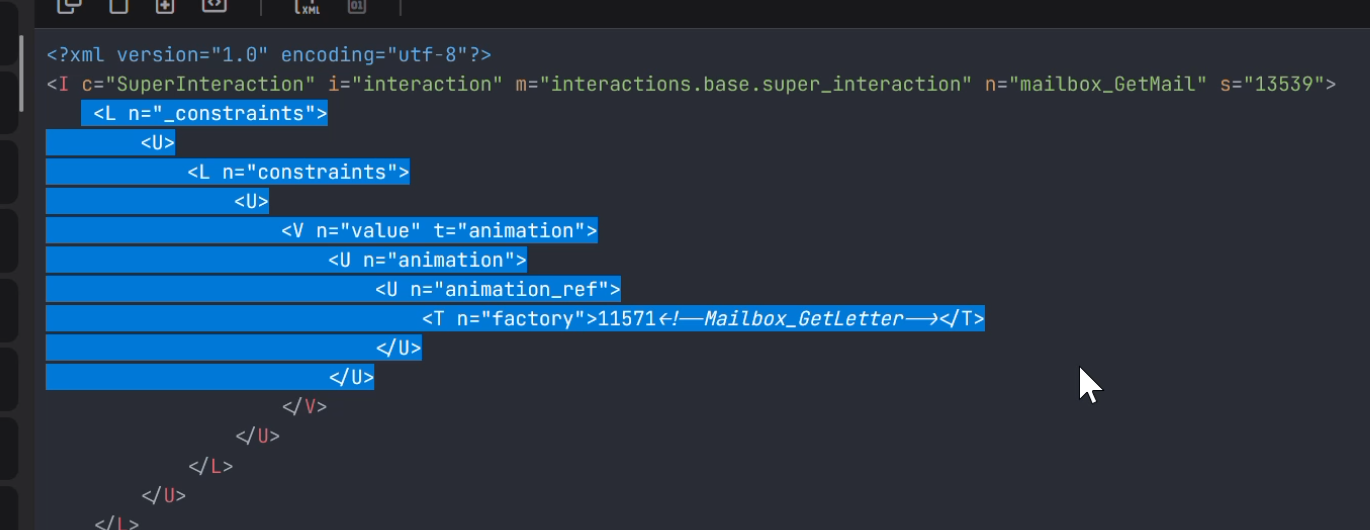 XML
01
<?xml version="1.0" encoding="utf-8"?>
<I c="SuperInteraction" i="interaction" m="interactions.base.super_interaction" n="mailbox_GetMail" s="13539">
<L n="_constraints">
<U>
<L n="constraints">
<U>
<V n="value" t="animation">
<U n="animation">
<U n="animation_ref">
<T n="factory">11571<!--Mailbox_GetLetter--></T>
</U>
</U>
</V>
</U>
</L>
</U>
</L>